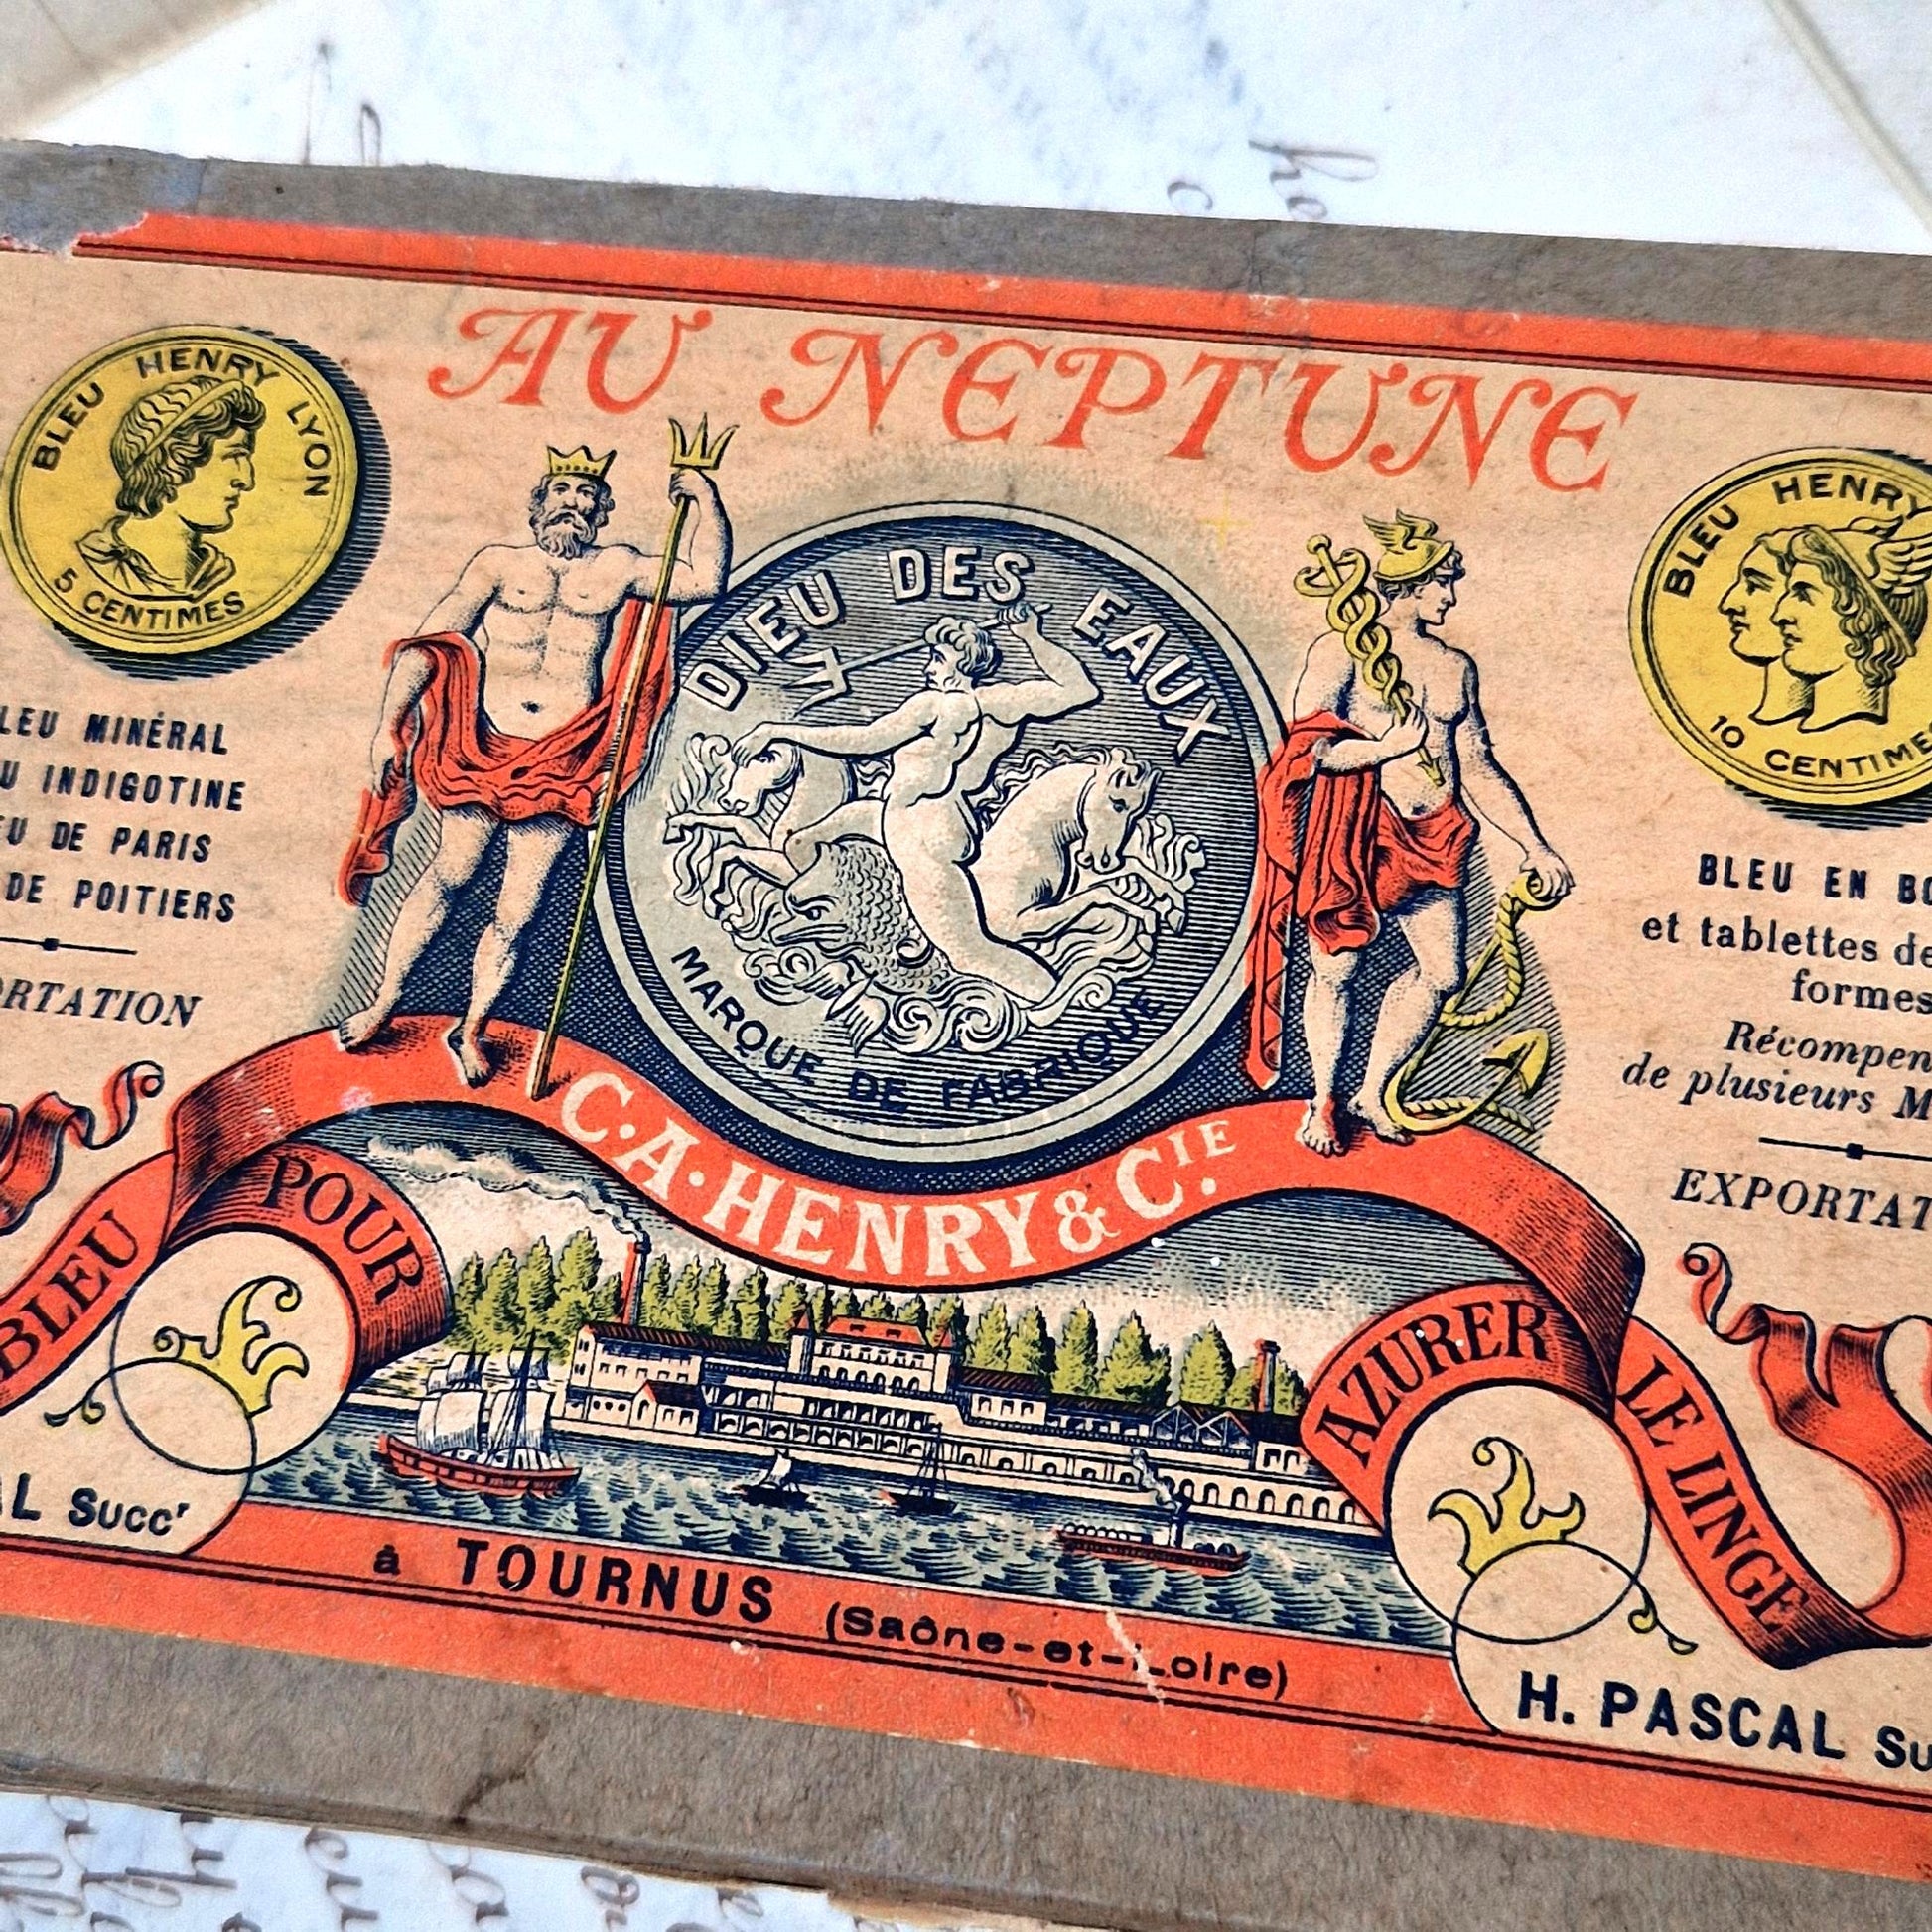 AU NEPTUNE
BLEU HENRY LYON
5 CENTIMES
LEU MINÉRAL
U INDIGOTINE
EU DE PARIS
DE POITIERS
ORTATION
DIEU DES EAUX
MARQUE DE FABRIQUE
BLEU HENRY
10 CENTIMES
BLEU EN BO
et tablettes de
formes
Récompen
de plusieurs M
EXPORTAT
C.A.HENRY & CIE.
BLEU POUR
AZURER LE LINGE
AL Succr
à TOURNUS (Saône-et-Loire)
H. PASCAL Su